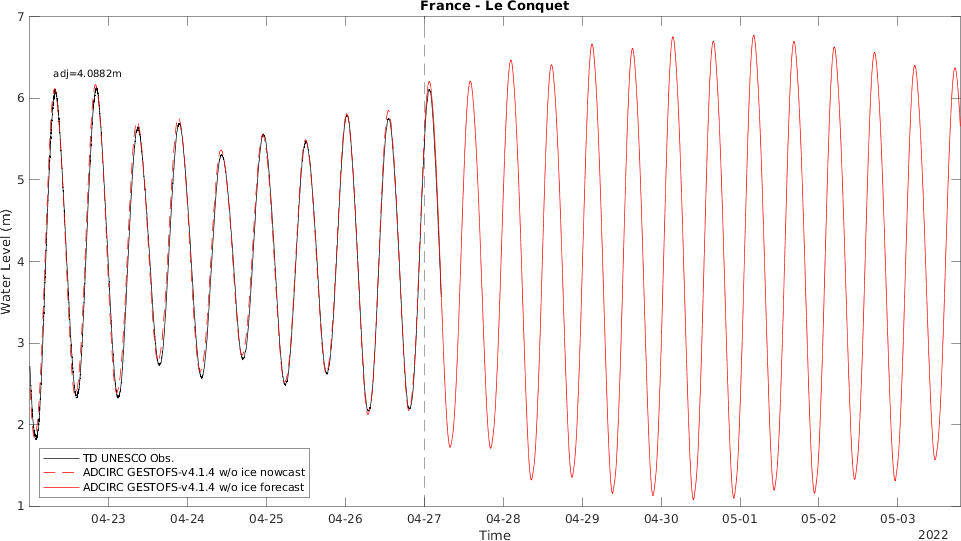 France - Le Conquet
adj=4.0882m
7
6
5
4
3
2
1
Water Level (m)
TD UNESCO Obs.
ADCIRC GESTOFS-v4.1.4 w/o ice nowcast
ADCIRC GESTOFS-v4.1.4 w/o ice forecast
04-23 04-24 04-25 04-26 04-27 04-28 04-29 04-30 05-01 05-02 05-03
Time
2022